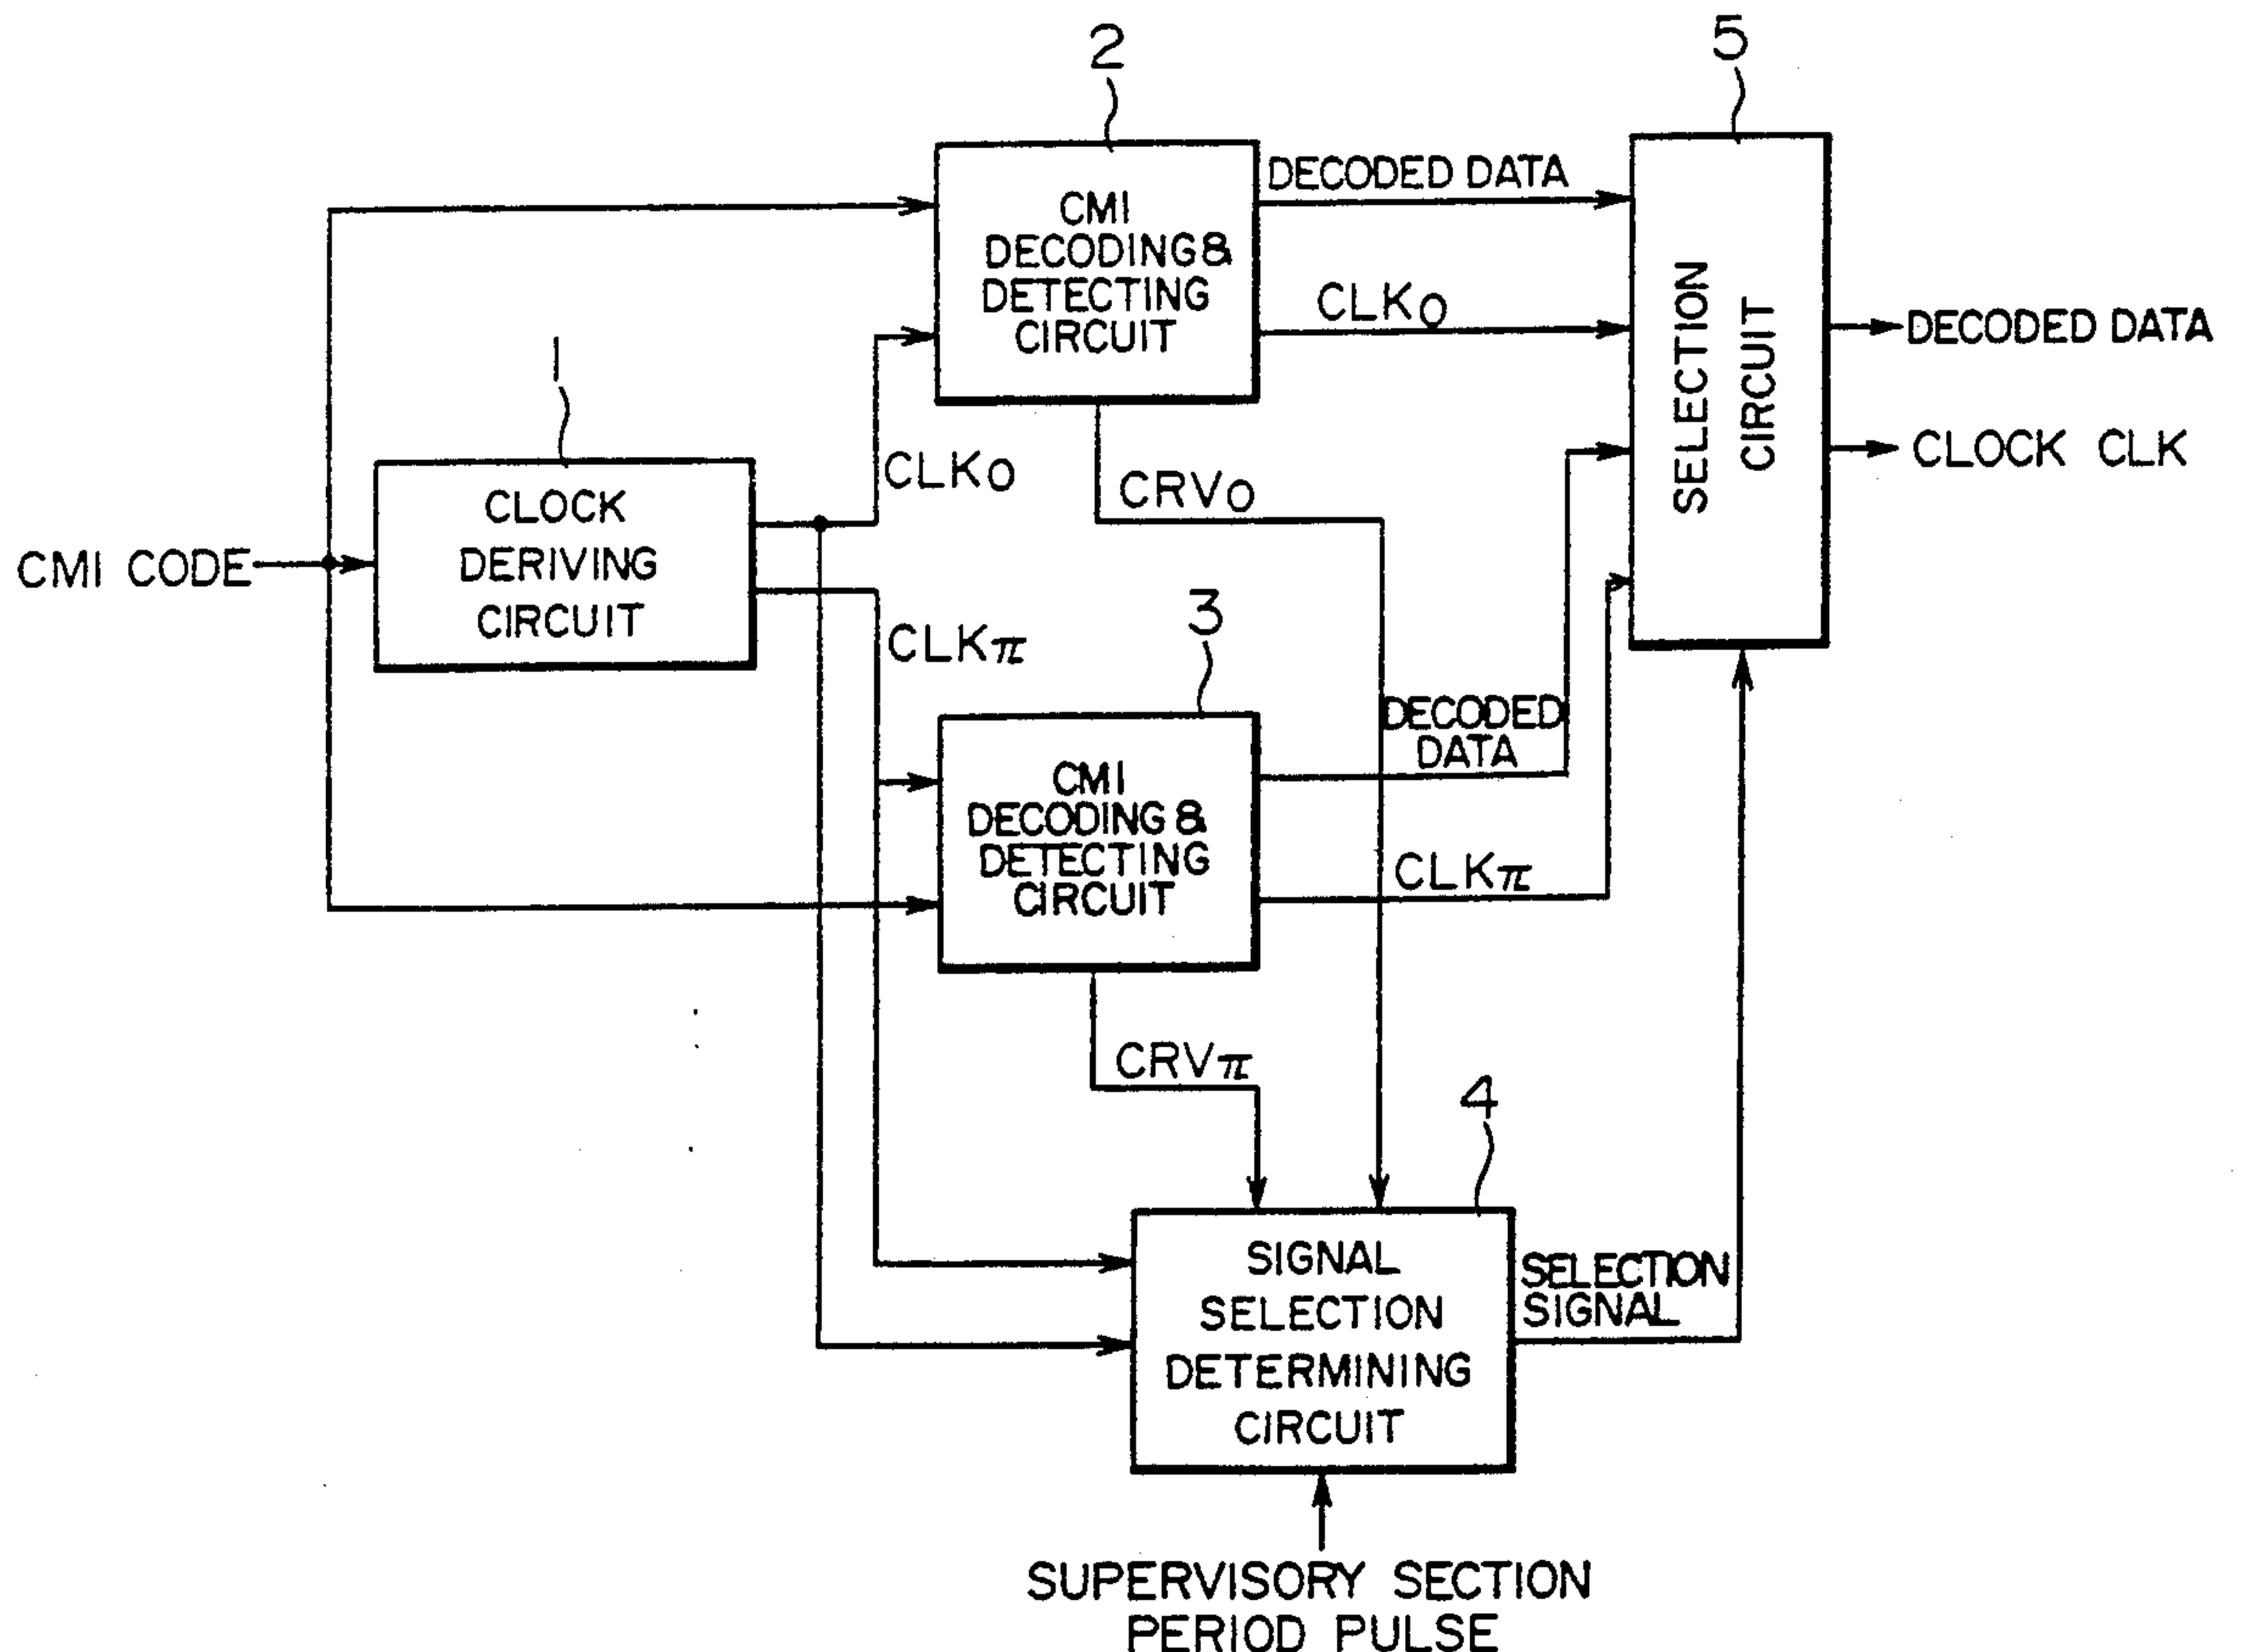 2
5
CMI
DECODING &
DETECTING
CIRCUIT
DECODED DATA
CLK0
SELECTION
CIRCUIT
DECODED DATA
CLOCK CLK
1
CLOCK
DERIVING
CIRCUIT
CMI CODE
CLK0
CRV0
CLKπ
3
CMI
DECODING &
DETECTING
CIRCUIT
DECODED
DATA
CLKπ
CRVπ
4
SIGNAL
SELECTION
DETERMINING
CIRCUIT
SELECTION
SIGNAL
SUPERVISORY SECTION
PERIOD PULSE